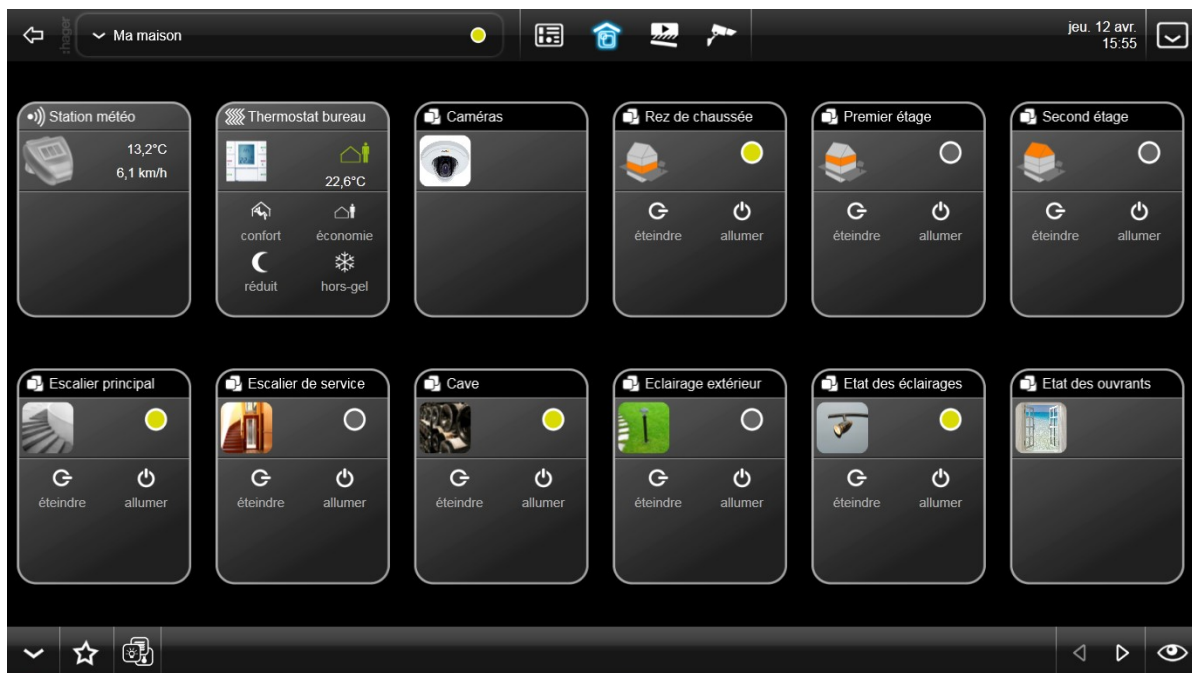 :hager
Ma maison
jeu. 12 avr.
15:55
Station météo
13,2°C
6,1 km/h
Thermostat bureau
22,6°C
confort
économie
réduit
hors-gel
Caméras
Rez de chaussée
éteindre
allumer
Premier étage
éteindre
allumer
Second étage
éteindre
allumer
Escalier principal
éteindre
allumer
Escalier de service
éteindre
allumer
Cave
éteindre
allumer
Eclairage extérieur
éteindre
allumer
Etat des éclairages
éteindre
allumer
Etat des ouvrants